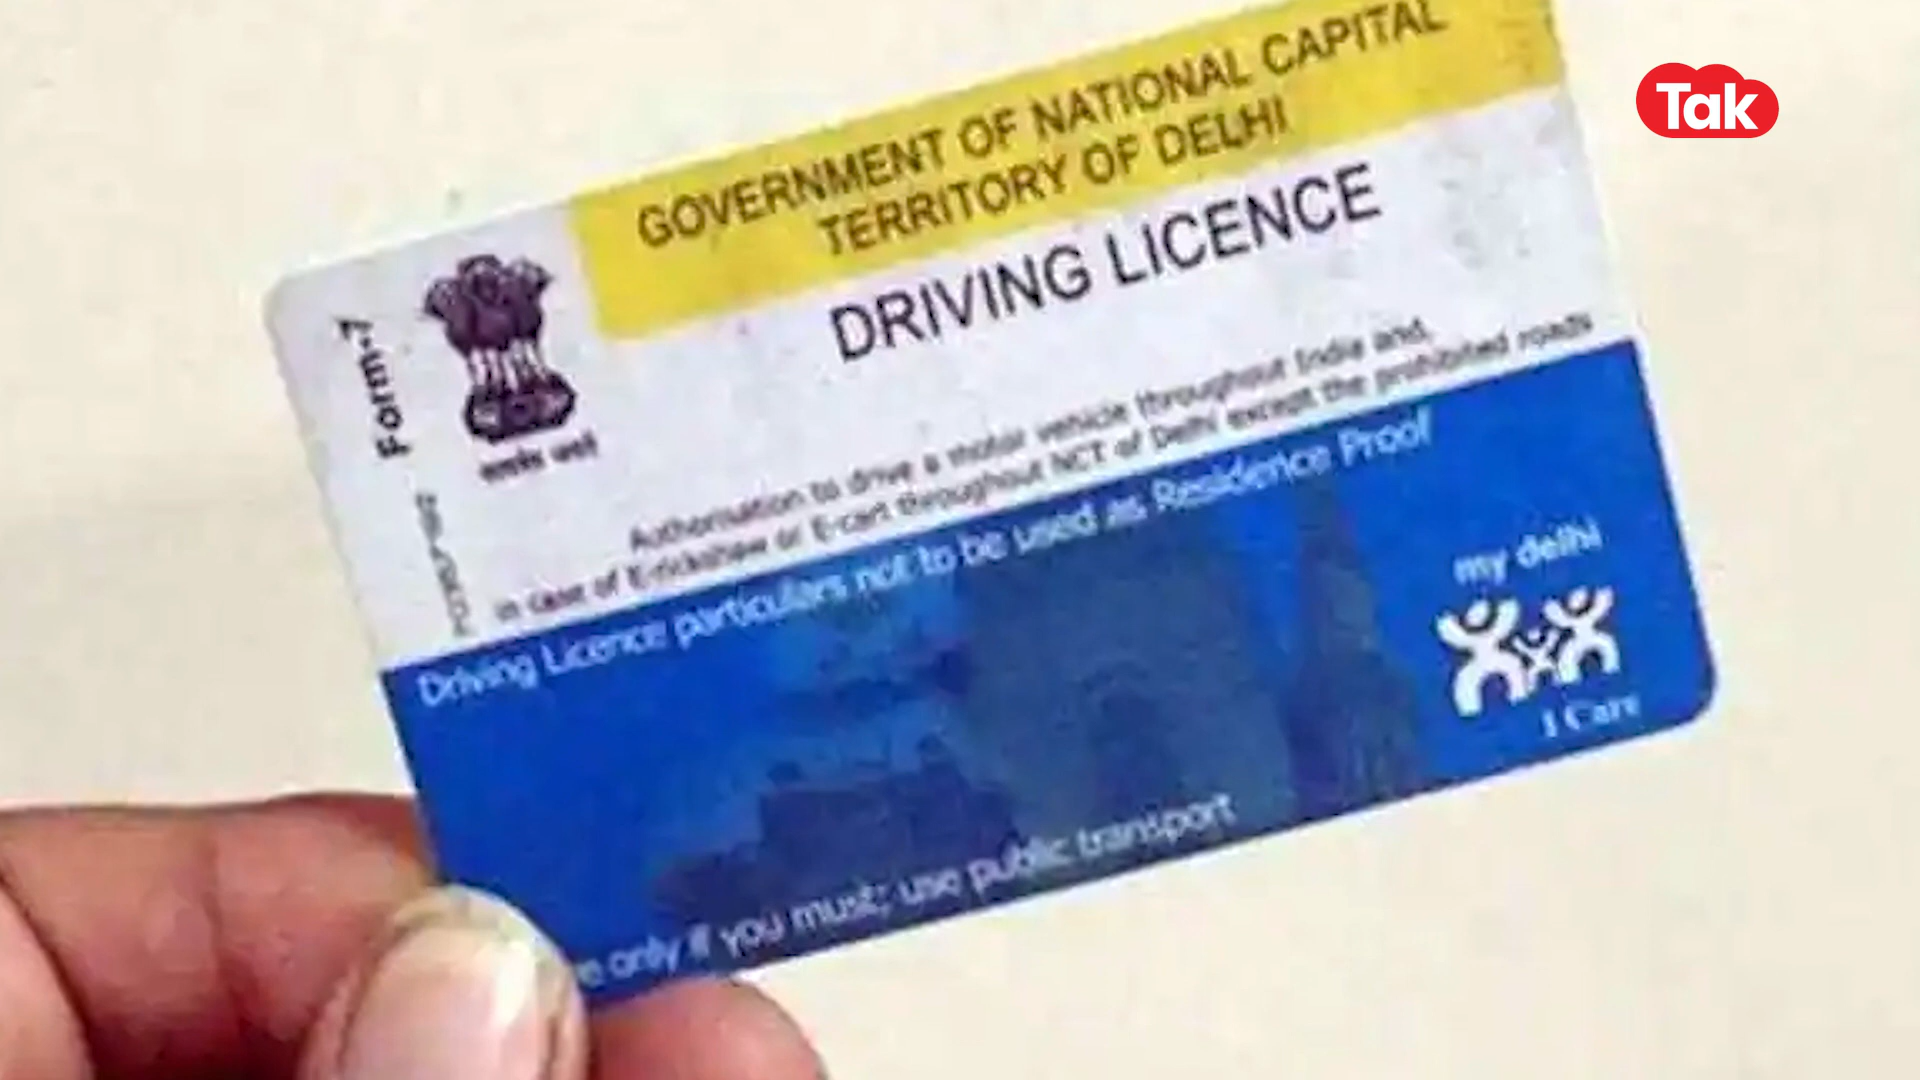 Tak
GOVERNMENT OF NATIONAL CAPITAL
TERRITORY OF DELHI
DRIVING LICENCE
Form-7
Authorisation to drive a motor vehicle throughout India and,
in case of E-rickshaw or E-cart throughout NCT of Delhi except the prohibited roads
Driving Licence particulars not to be used as Residence Proof
my delhi
I Care
only if you must; use public transport